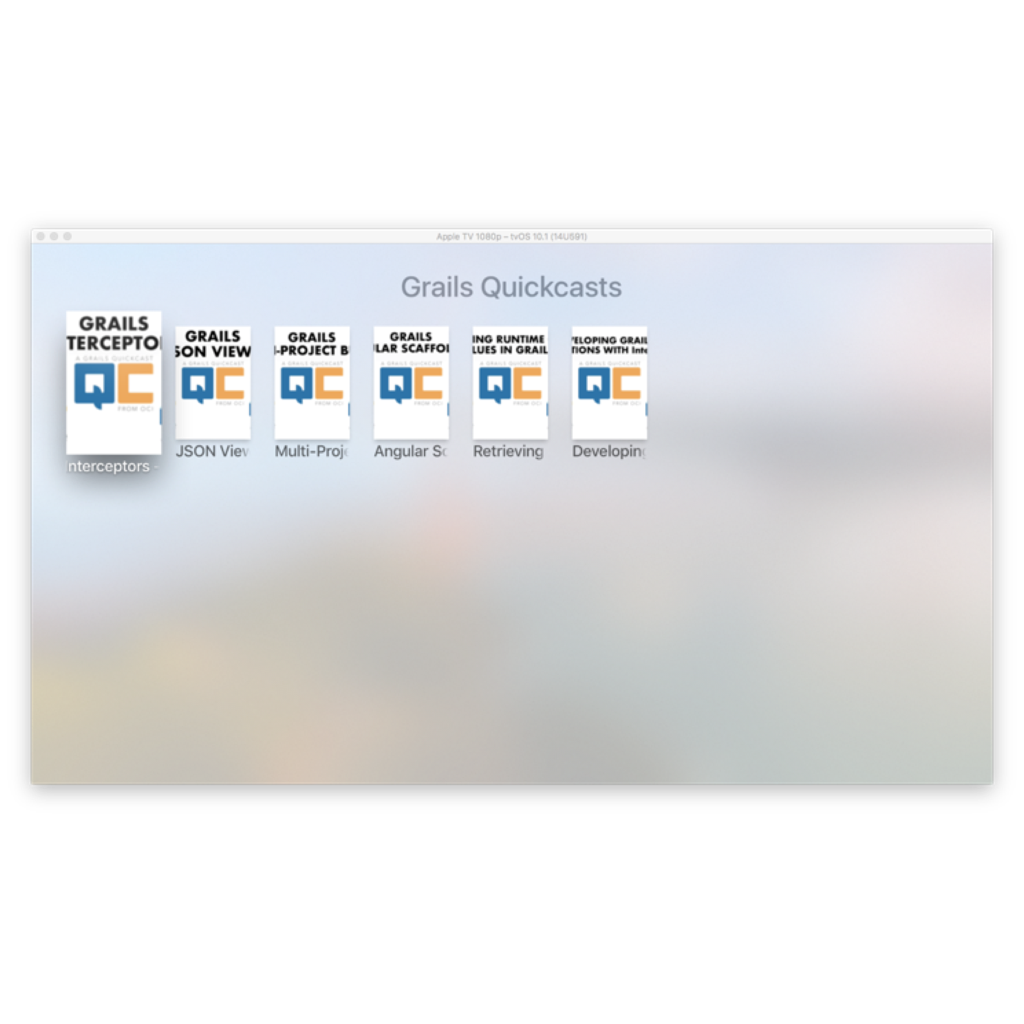 Apple TV 1080p – tvOS 10.1 (14U591)
Grails Quickcasts
GRAILS
TERCEPTO
A GRAILS QUICKCAST
QC
FROM OCI
nterceptors -
GRAILS
SON VIEW
A GRAILS QUICKCAST
QC
FROM OCI
JSON View
GRAILS
I-PROJECT B
A GRAILS QUICKCAST
QC
FROM OCI
Multi-Proj
GRAILS
LAR SCAFFOL
A GRAILS QUICKCAST
QC
FROM OCI
Angular Sc
ING RUNTIME
LUES IN GRAIL
A GRAILS QUICKCAST
QC
FROM OCI
Retrieving
VELOPING GRAIL
TIONS WITH Inte
A GRAILS QUICKCAST
QC
FROM OCI
Developing